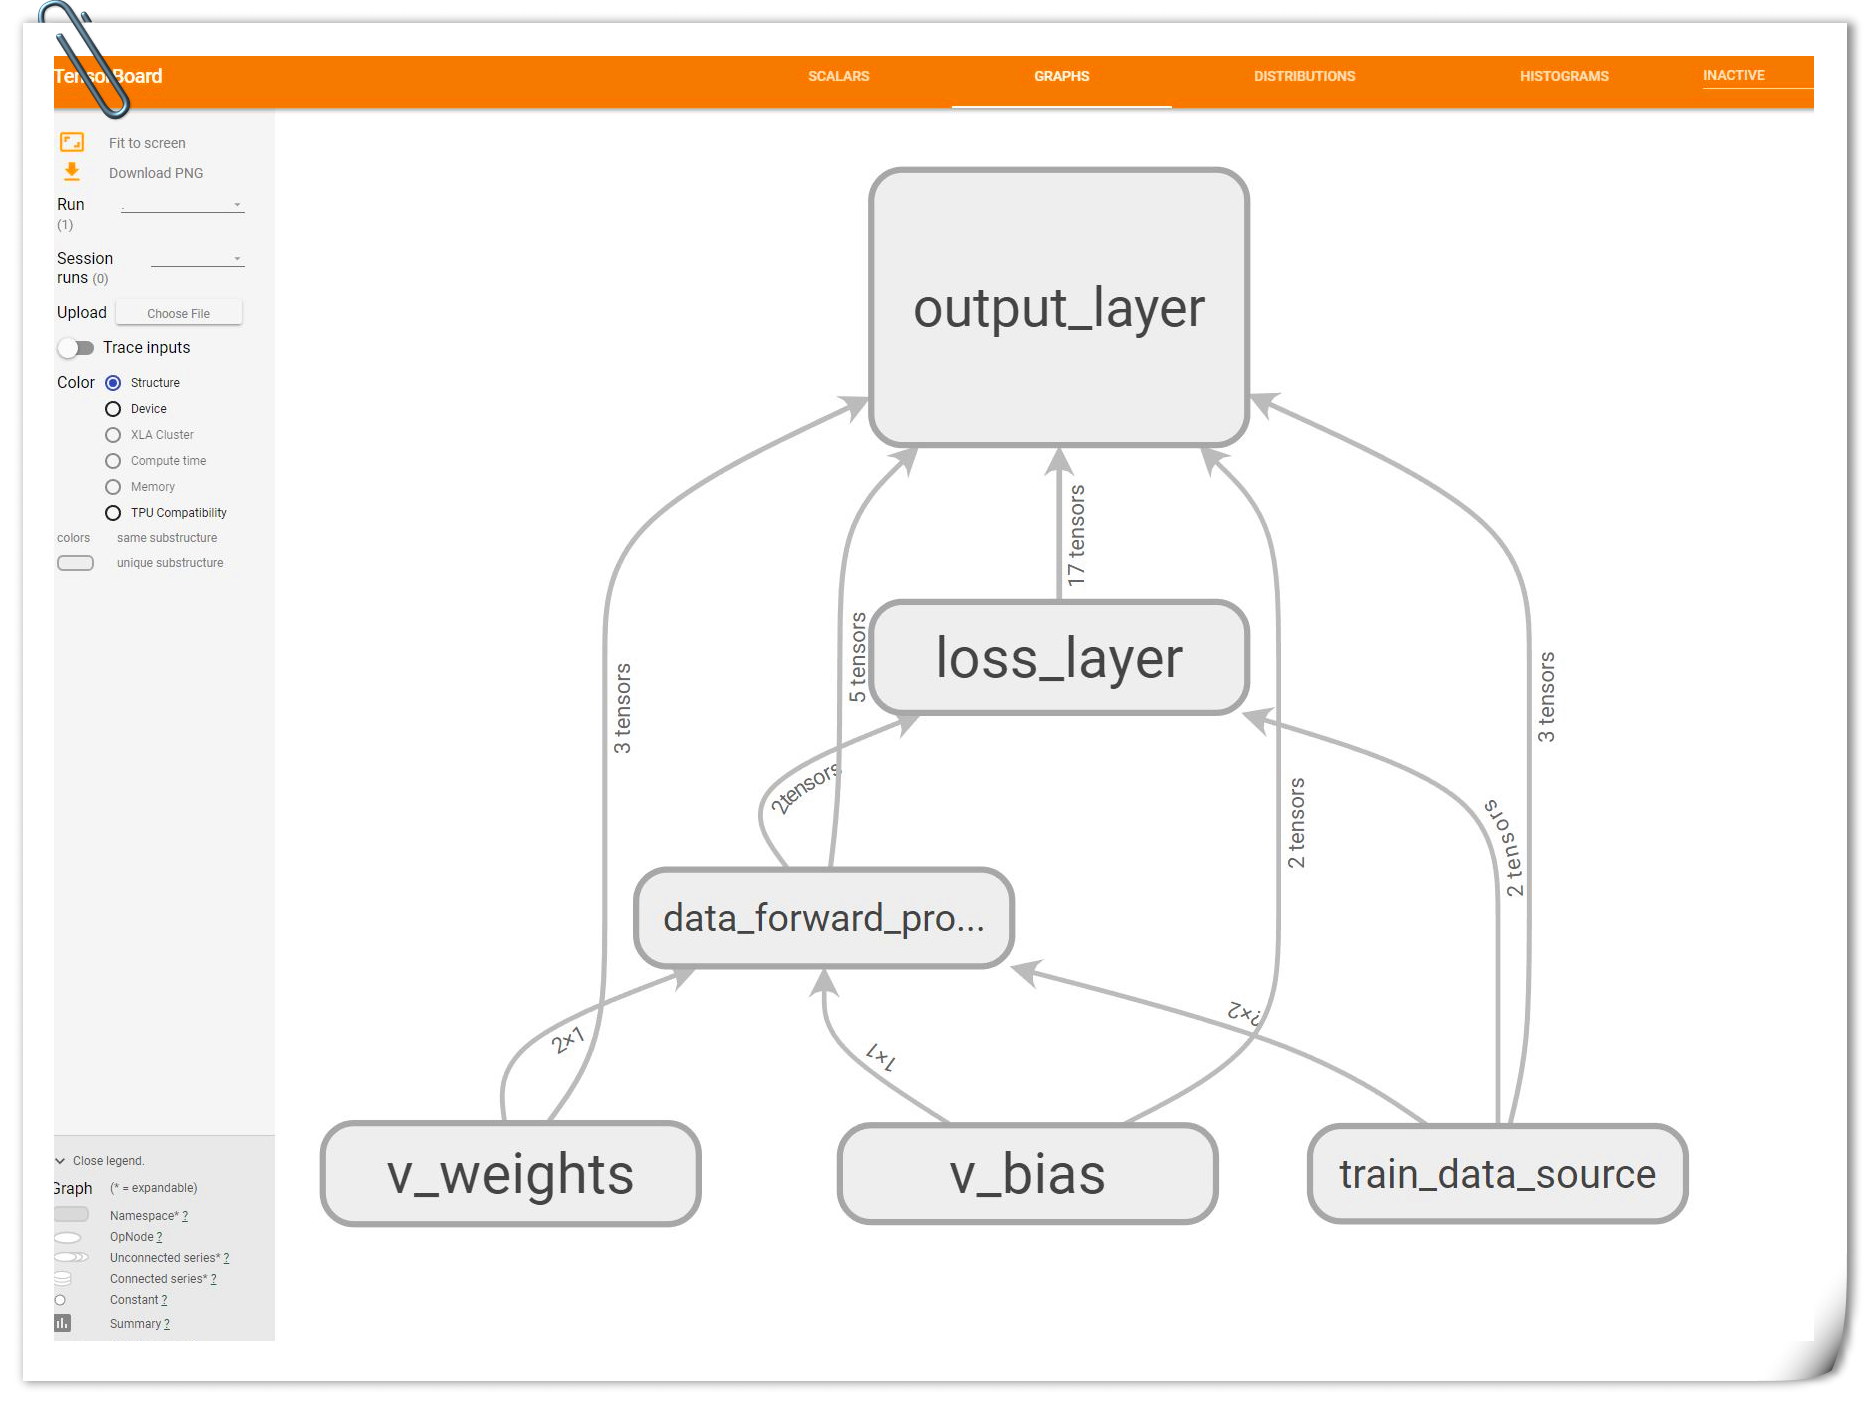 TensorBoard
SCALARS
GRAPHS
DISTRIBUTIONS
HISTOGRAMS
INACTIVE
Fit to screen
Download PNG
Run
(1)
.
Session
runs (0)
Upload
Choose File
Trace inputs
Color
Structure
Device
XLA Cluster
Compute time
Memory
TPU Compatibility
colors same substructure
unique substructure
Close legend.
Graph (* = expandable)
Namespace* ?
OpNode ?
Unconnected series* ?
Connected series* ?
Constant ?
Summary ?
output_layer
17 tensors
loss_layer
5 tensors
3 tensors
3 tensors
2tensors
2 tensors
2 tensors
data_forward_pro...
2×1
1×1
?×2
v_weights
v_bias
train_data_source